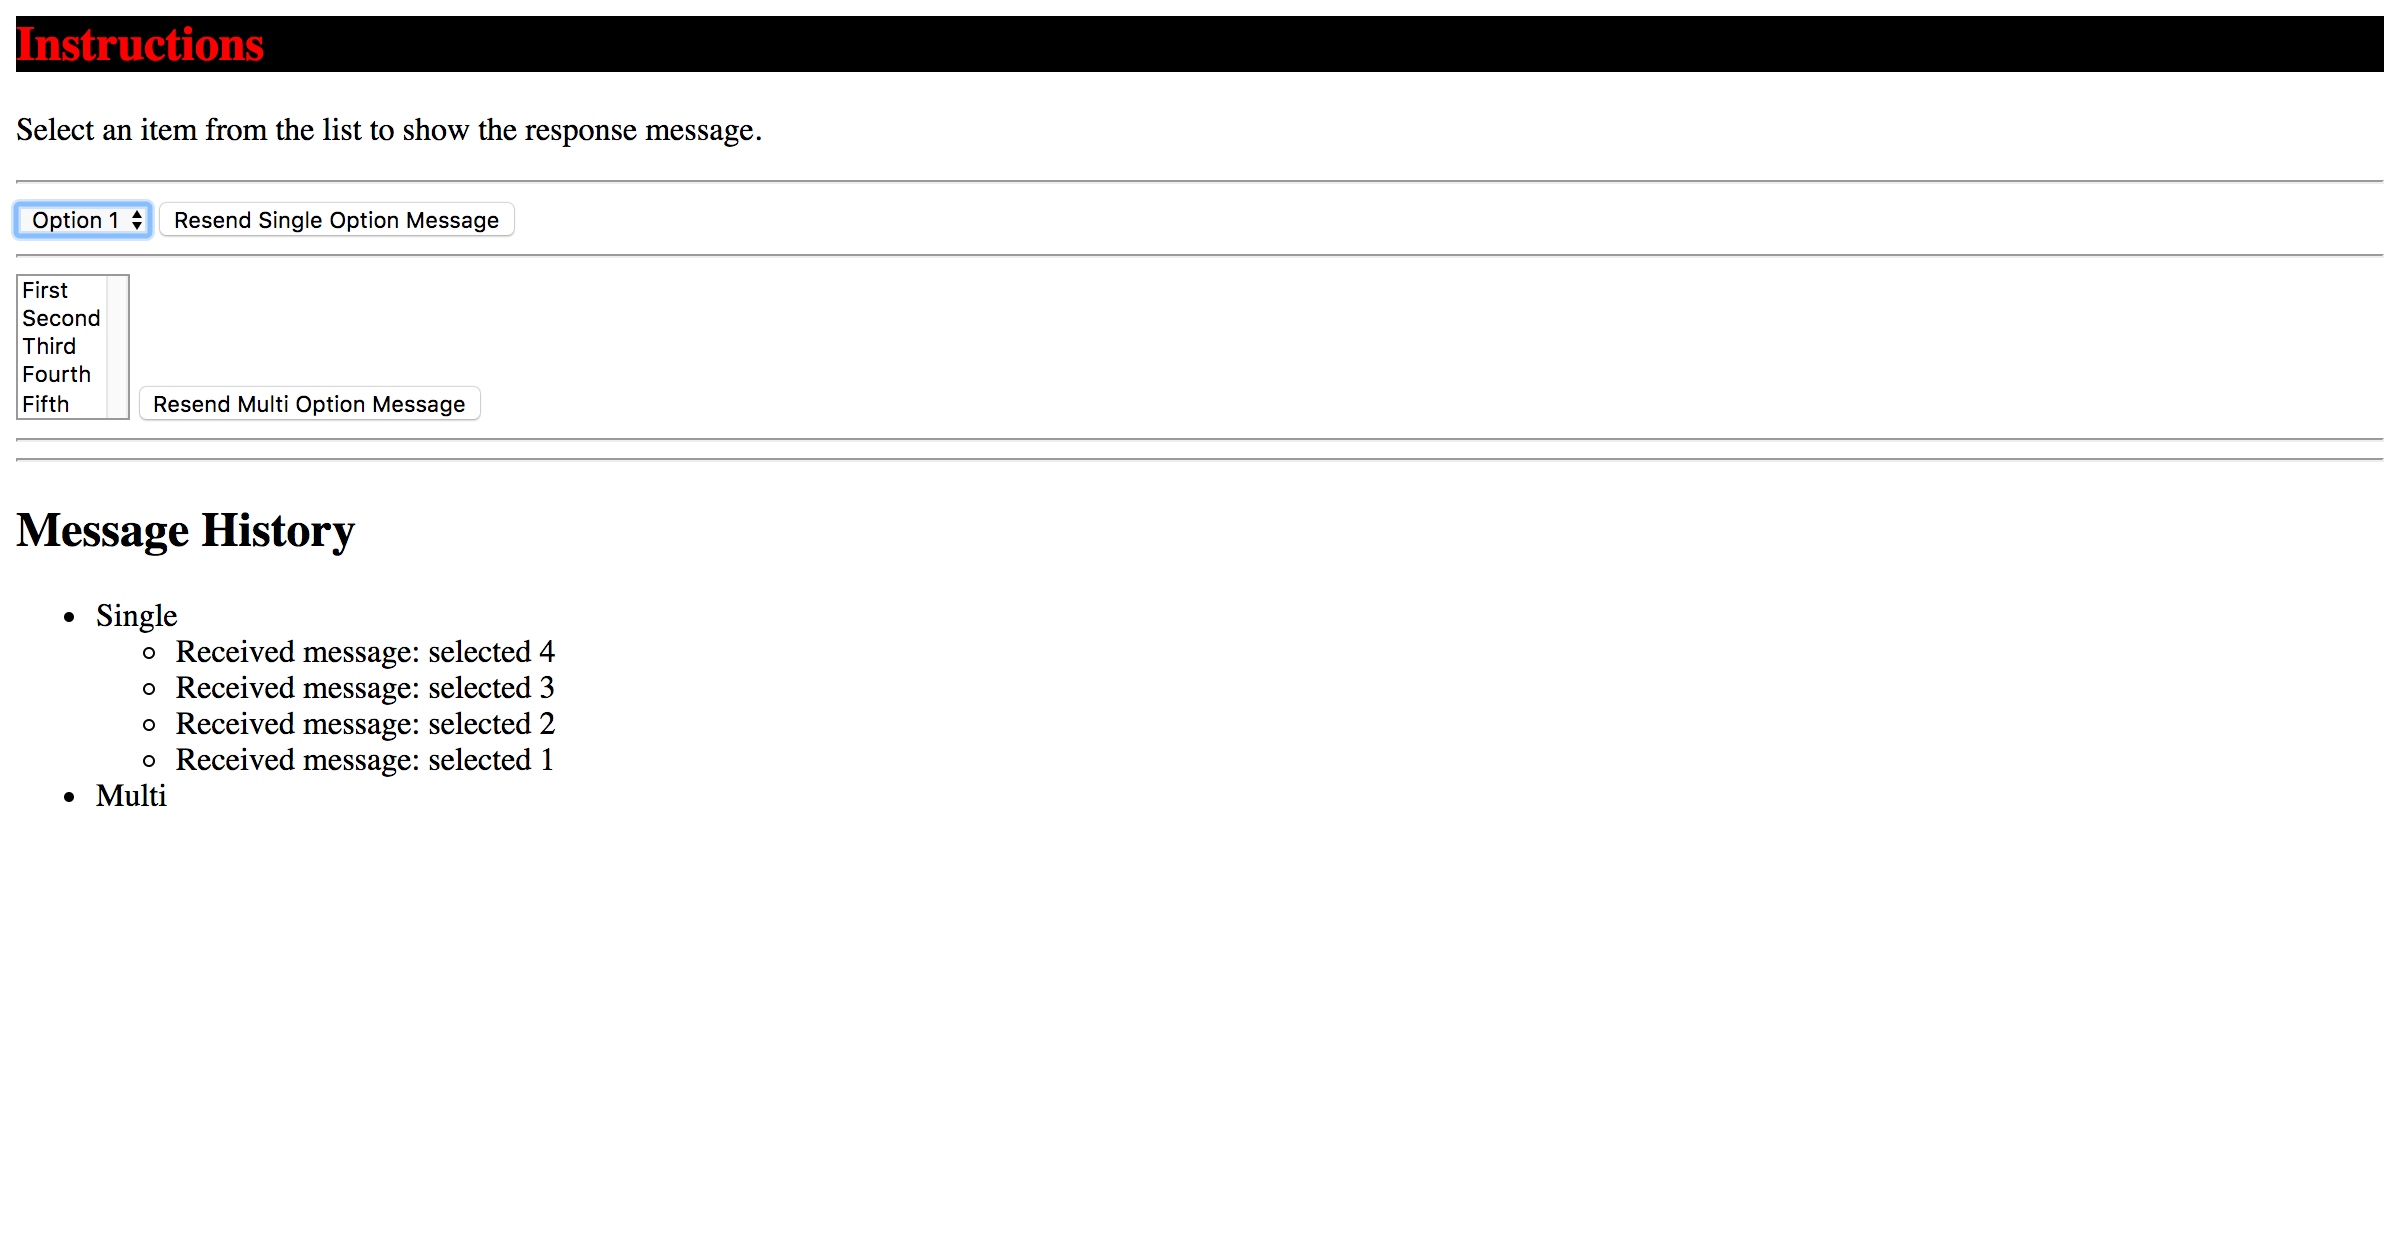 Instructions
Select an item from the list to show the response message.
Option 1 Resend Single Option Message
First
Second
Third
Fourth
Fifth Resend Multi Option Message
Message History
Single
Received message: selected 4
Received message: selected 3
Received message: selected 2
Received message: selected 1
Multi